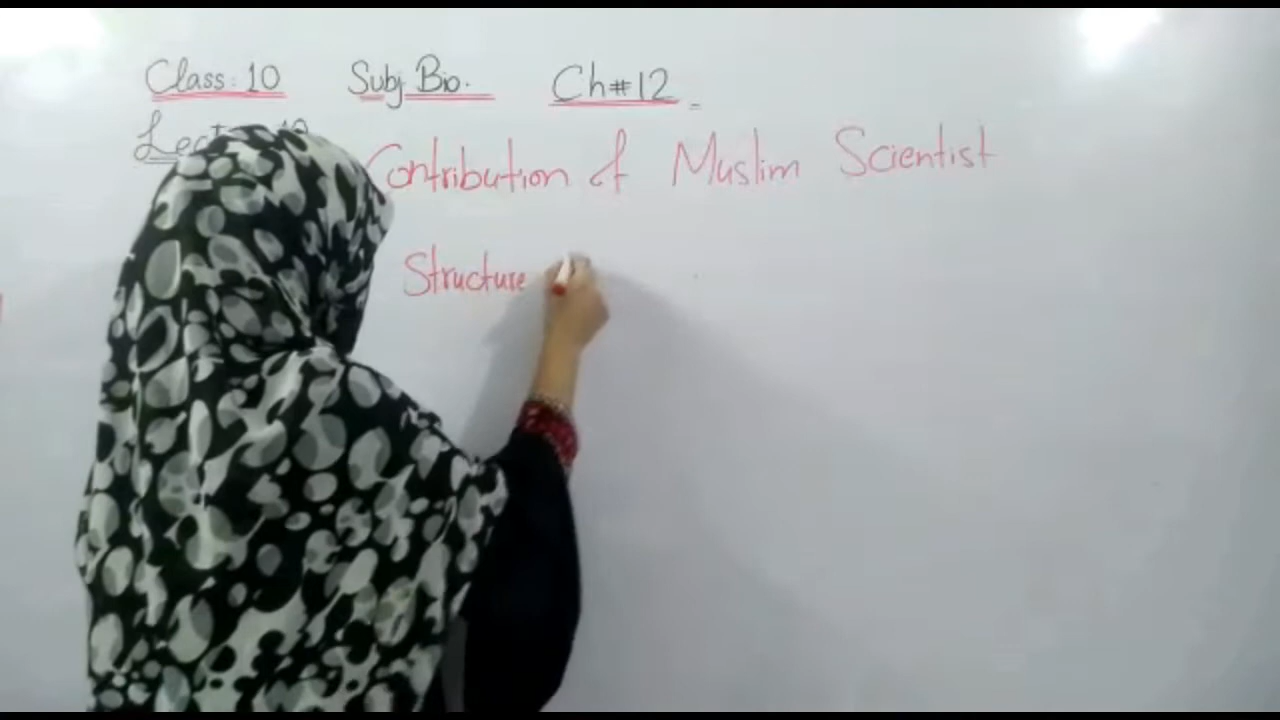 Class: 10 Subj Bio. Ch#12
Contribution of Muslim Scientist
Structure